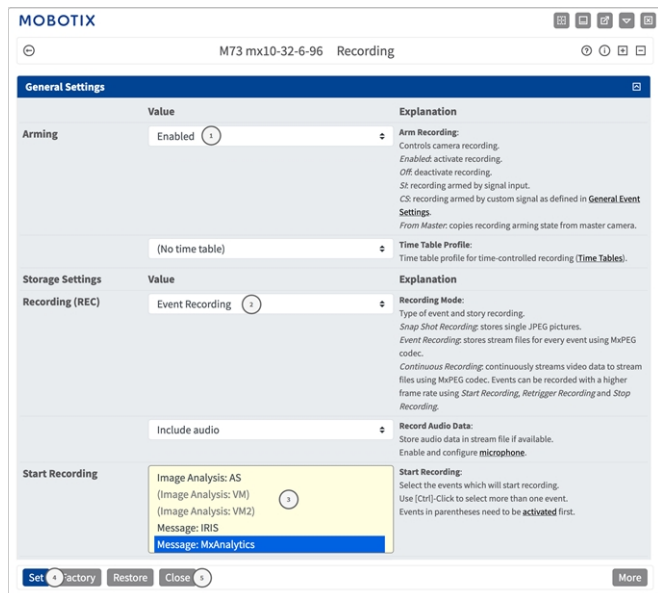 MOBOTIX
M73 mx10-32-6-96 Recording
General Settings
Value
Explanation
Arming
Enabled
1
Arm Recording:
Controls camera recording.
Enabled: activate recording.
Off: deactivate recording.
SI: recording armed by signal input.
CS: recording armed by custom signal as defined in General Event
Settings.
From Master: copies recording arming state from master camera.
(No time table)
Time Table Profile:
Time table profile for time-controlled recording (Time Tables).
Storage Settings
Value
Explanation
Recording (REC)
Event Recording
2
Recording Mode:
Type of event and story recording.
Snap Shot Recording: stores single JPEG pictures.
Event Recording: stores stream files for every event using MxPEG
codec.
Continuous Recording: continuously streams video data to stream
files using MxPEG codec. Events can be recorded with a higher
frame rate using Start Recording, Retrigger Recording and Stop
Recording.
Include audio
Record Audio Data:
Store audio data in stream file if available.
Enable and configure microphone.
Start Recording
Image Analysis: AS
(Image Analysis: VM)
(Image Analysis: VM2)
Message: IRIS
Message: MxAnalytics
3
Start Recording:
Select the events which will start recording.
Use [Ctrl]-Click to select more than one event.
Events in parentheses need to be activated first.
Set
4
actory
Restore
Close
5
More